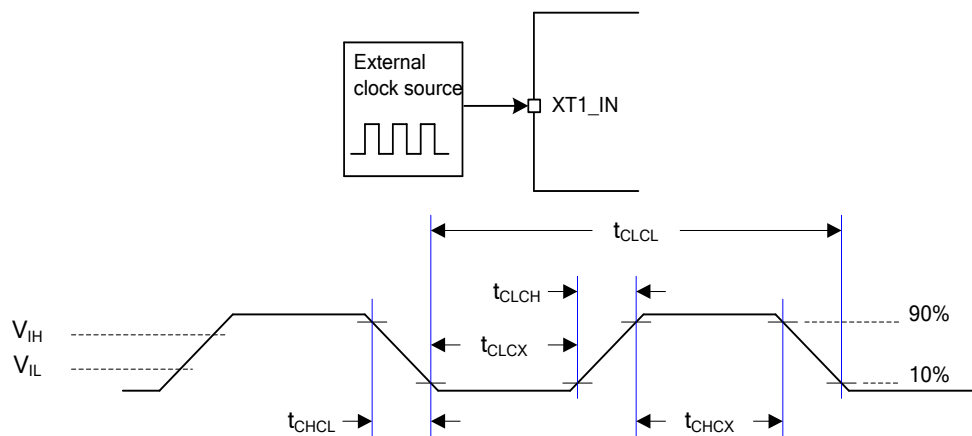 External
clock source
XT1_IN
tCLCL
tCLCH
90%
VIH
tCLCX
VIL
10%
tCHCL
tCHCX